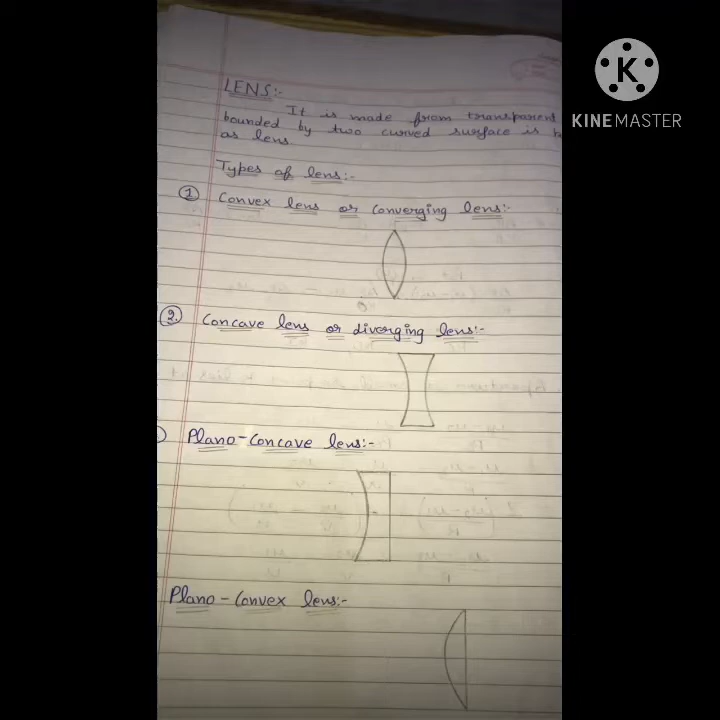 K
KINEMASTER
LENS:-
It is made from transparent
bounded by two curved surface is
as lens.
Types of lens:-
① Convex lens or converging lens:-
② Concave lens or diverging lens:-
Plano-Concave lens:-
Plano-Convex lens:-